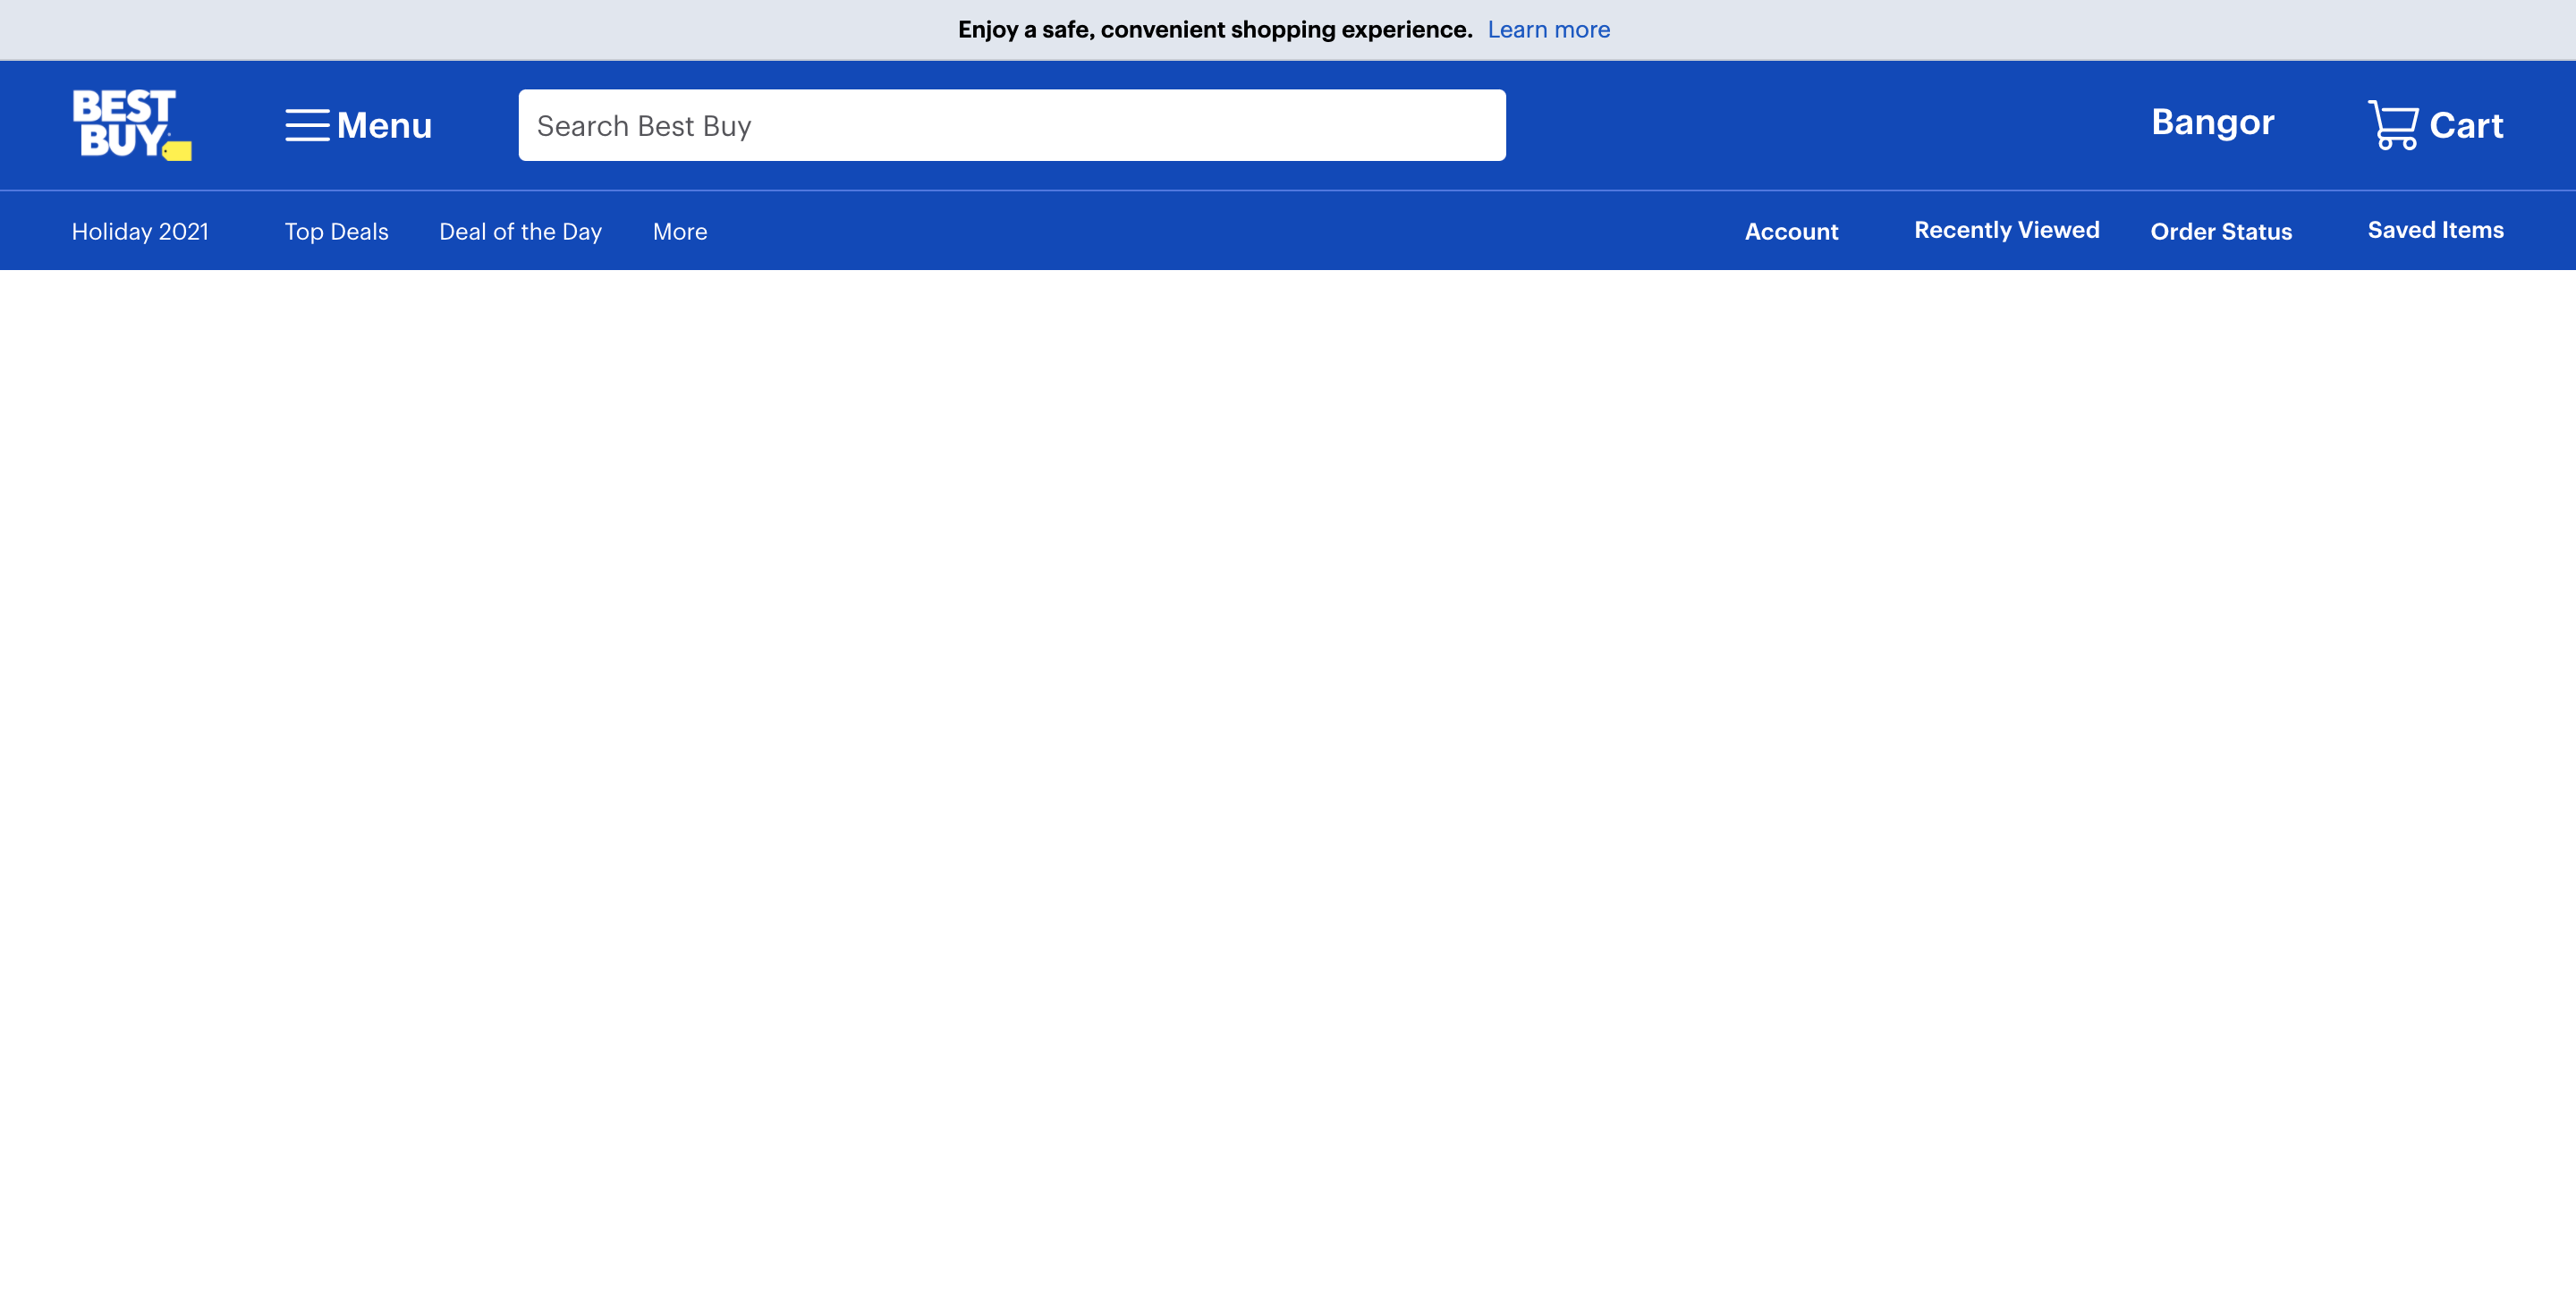 Enjoy a safe, convenient shopping experience. Learn more
BEST
BUY
Menu
Search Best Buy
Bangor
Cart
Holiday 2021
Top Deals
Deal of the Day
More
Account
Recently Viewed
Order Status
Saved Items